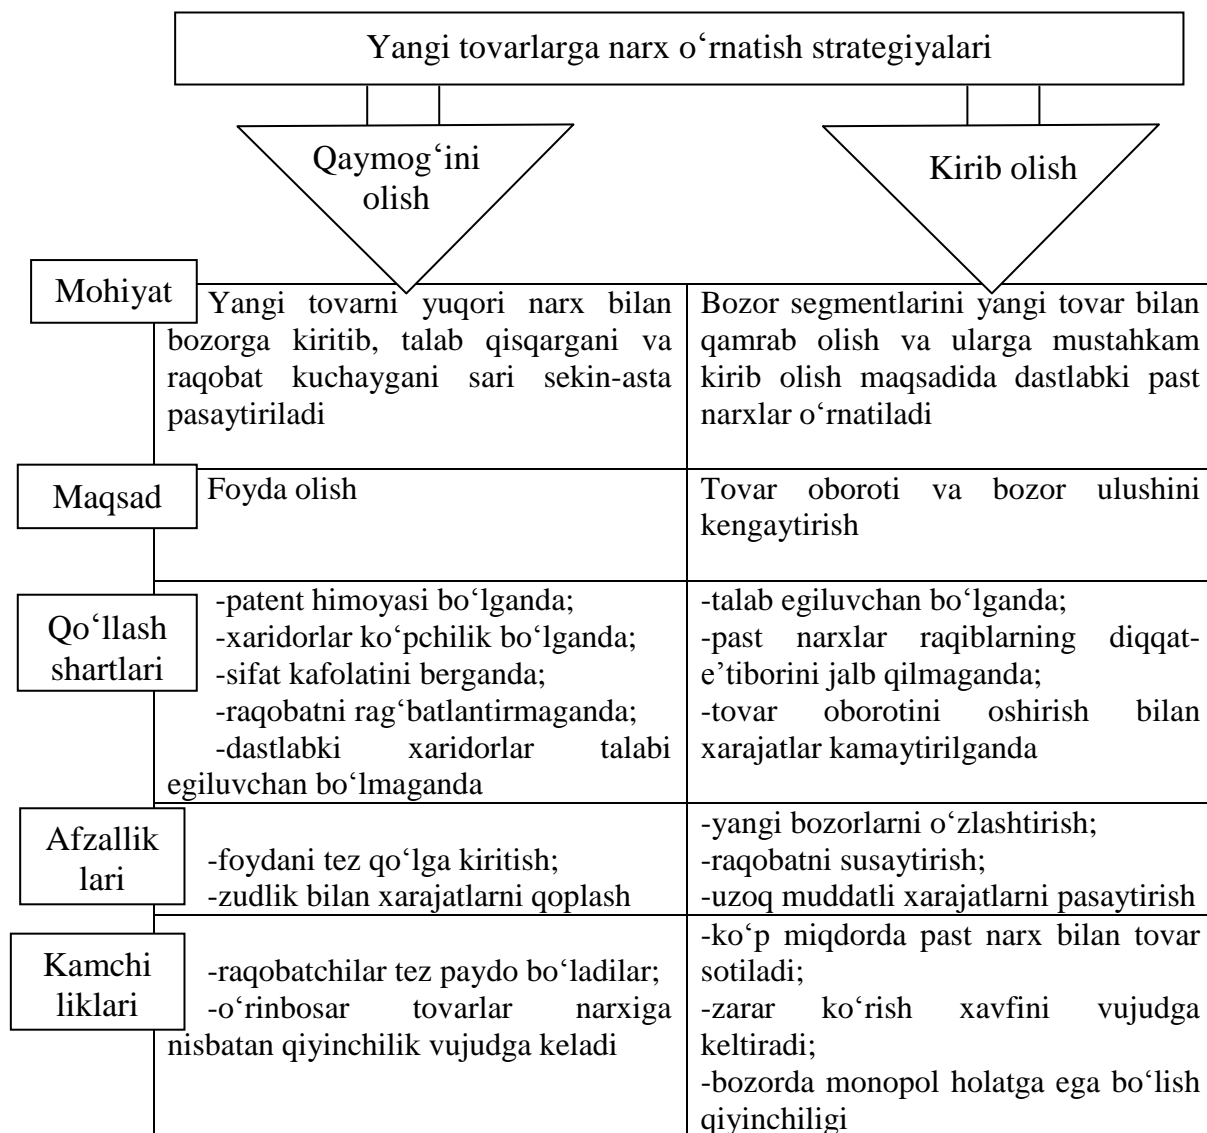 Yangi tovarlarga narx o‘rnatish strategiyalari
Qaymog‘ini
olish
Kirib olish
Mohiyat
Yangi tovarni yuqori narx bilan
bozorga kiritib, talab qisqargani va
raqobat kuchaygani sari sekin-asta
pasaytiriladi
Bozor segmentlarini yangi tovar bilan
qamrab olish va ularga mustahkam
kirib olish maqsadida dastlabki past
narxlar o‘rnatiladi
Maqsad
Foyda olish
Tovar oboroti va bozor ulushini
kengaytirish
Qo‘llash
shartlari
-patent himoyasi bo‘lganda;
-xaridorlar ko‘pchilik bo‘lganda;
-sifat kafolatini berganda;
-raqobatni rag‘batlantirmaganda;
-dastlabki xaridorlar talabi
egiluvchan bo‘lmaganda
-talab egiluvchan bo‘lganda;
-past narxlar raqiblarning diqqat-
e’tiborini jalb qilmaganda;
-tovar oborotini oshirish bilan
xarajatlar kamaytirilganda
Afzallik
lari
-foydani tez qo‘lga kiritish;
-zudlik bilan xarajatlarni qoplash
-yangi bozorlarni o‘zlashtirish;
-raqobatni susaytirish;
-uzoq muddatli xarajatlarni pasaytirish
Kamchi
liklari
-raqobatchilar tez paydo bo‘ladilar;
-o‘rinbosar tovarlar narxiga
nisbatan qiyinchilik vujudga keladi
-ko‘p miqdorda past narx bilan tovar
sotiladi;
-zarar ko‘rish xavfini vujudga
keltiradi;
-bozorda monopol holatga ega bo‘lish
qiyinchiligi